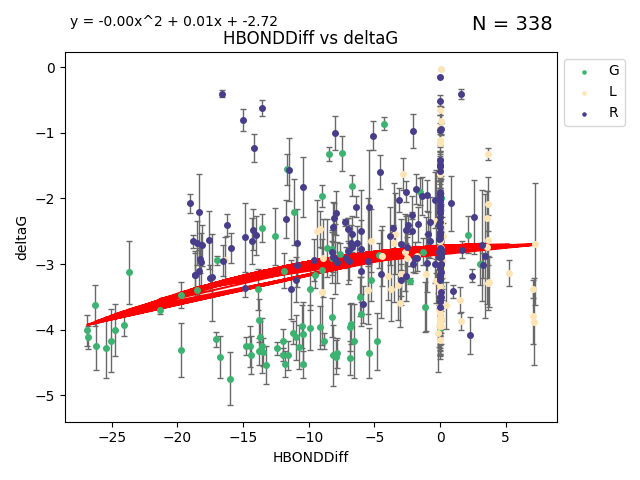 y = -0.00x^2 + 0.01x + -2.72
N = 338
HBONDDiff vs deltaG
G
L
R
deltaG
0
−1
−2
−3
−4
−5
−25
−20
−15
−10
−5
0
5
HBONDDiff